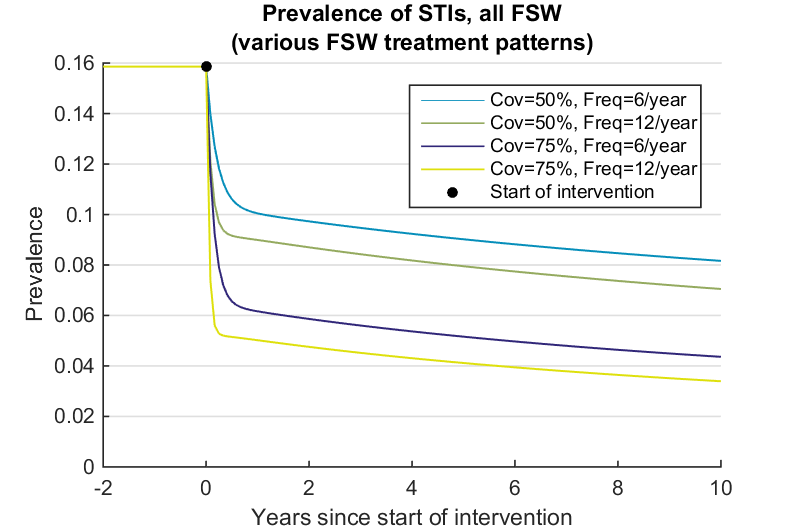 Prevalence of STIs, all FSW
(various FSW treatment patterns)
0.16
0.14
0.12
0.1
0.08
0.06
0.04
0.02
0
Prevalence
Cov=50%, Freq=6/year
Cov=50%, Freq=12/year
Cov=75%, Freq=6/year
Cov=75%, Freq=12/year
Start of intervention
-2 0 2 4 6 8 10
Years since start of intervention